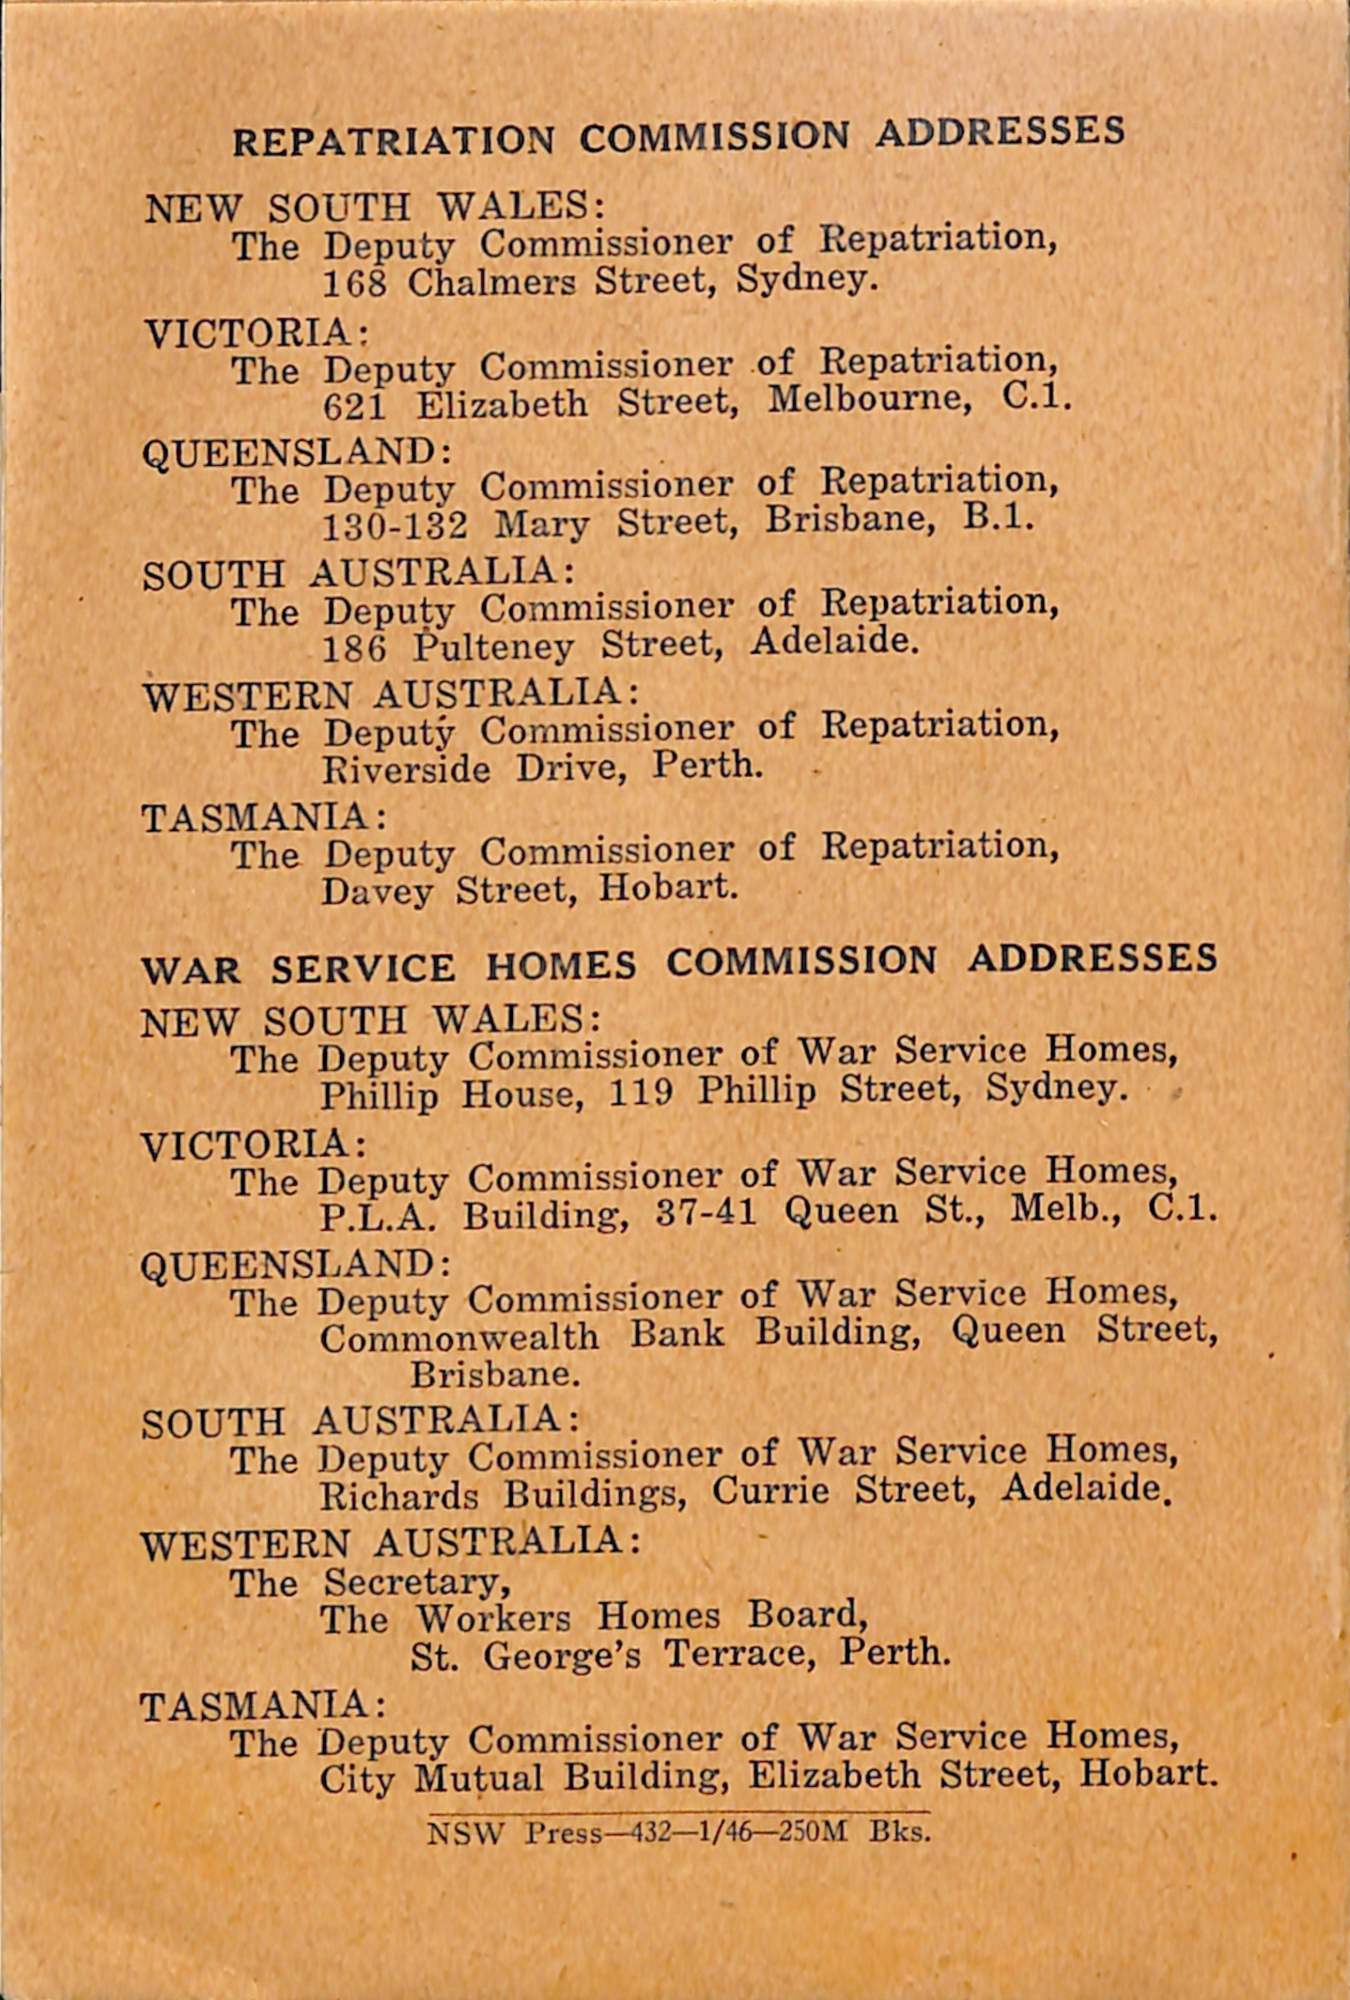 REPATRIATION COMMISSION ADDRESSES
NEW SOUTH WALES:
The Deputy Commissioner of Repatriation,
168 Chalmers Street, Sydney.
VICTORIA:
The Deputy Commissioner of Repatriation,
621 Elizabeth Street, Melbourne, C.1.
QUEENSLAND:
The Deputy Commissioner of Repatriation,
130-132 Mary Street, Brisbane, B.1.
SOUTH AUSTRALIA:
The Deputy Commissioner of Repatriation,
186 Pulteney Street, Adelaide.
WESTERN AUSTRALIA:
The Deputy Commissioner of Repatriation,
Riverside Drive, Perth.
TASMANIA:
The Deputy Commissioner of Repatriation,
Davey Street, Hobart.
WAR SERVICE HOMES COMMISSION ADDRESSES
NEW SOUTH WALES:
The Deputy Commissioner of War Service Homes,
Phillip House, 119 Phillip Street, Sydney.
VICTORIA:
The Deputy Commissioner of War Service Homes,
P.L.A. Building, 37-41 Queen St., Melb., C.1.
QUEENSLAND:
The Deputy Commissioner of War Service Homes,
Commonwealth Bank Building, Queen Street,
Brisbane.
SOUTH AUSTRALIA:
The Deputy Commissioner of War Service Homes,
Richards Buildings, Currie Street, Adelaide.
WESTERN AUSTRALIA:
The Secretary,
The Workers Homes Board,
St. George's Terrace, Perth.
TASMANIA:
The Deputy Commissioner of War Service Homes,
City Mutual Building, Elizabeth Street, Hobart.
NSW Press—432—1/46—250M Bks.